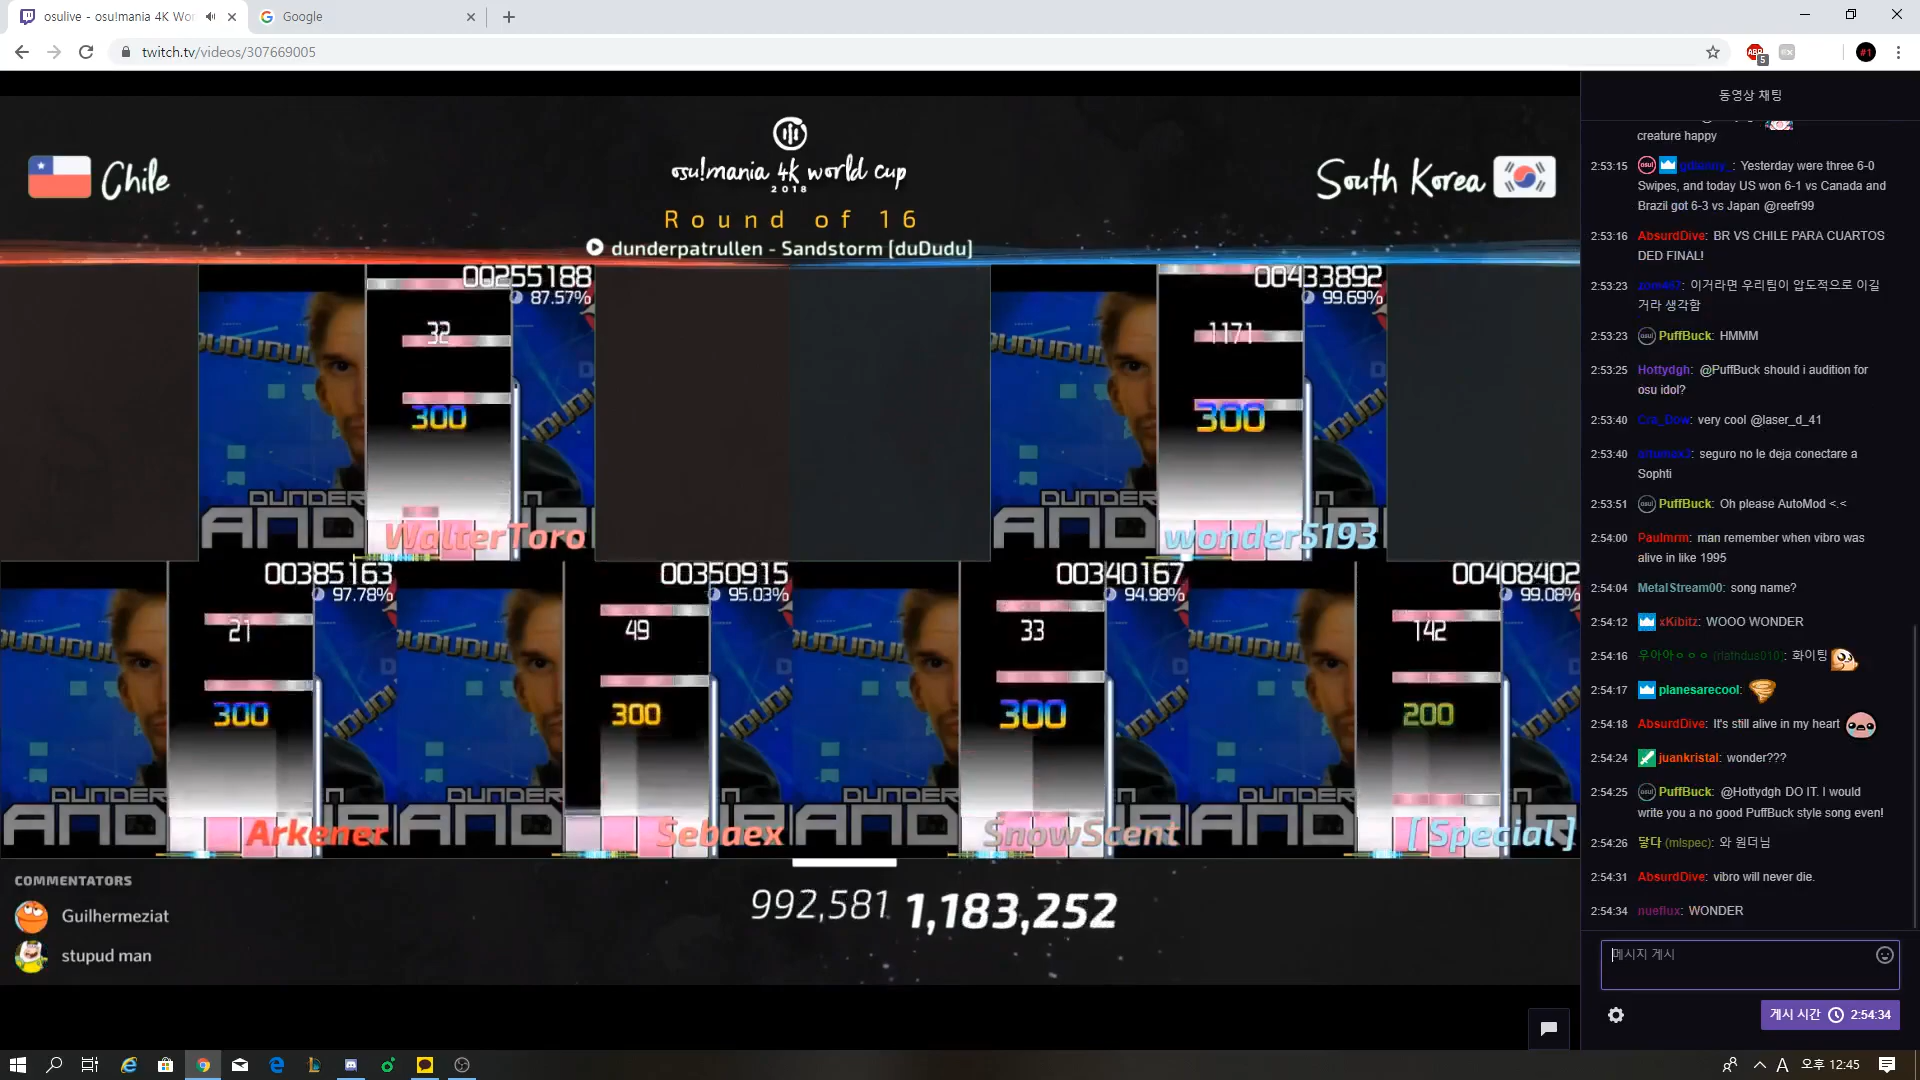 osulive - osu!mania 4K Wor
Google
twitch.tv/videos/307669005
5
#1
Chile
osu!mania 4k world cup
2018
South Korea
Round of 16
dunderpatrullen - Sandstorm [duDudu]
00255188
87.57%
32
300
WalterToro
00433892
99.69%
1171
300
wonder5193
00385163
97.78%
21
300
Arkener
00350915
95.03%
49
300
Sebaex
00340167
94.98%
33
300
SnowScent
00408402
99.08%
142
200
[ Special ]
COMMENTATORS
Guilhermeziat
stupud man
992,581 1,183,252
동영상 채팅
creature happy
2:53:15 gdianny_: Yesterday were three 6-0
Swipes, and today US won 6-1 vs Canada and
Brazil got 6-3 vs Japan @reefr99
2:53:16 AbsurdDive: BR VS CHILE PARA CUARTOS
DED FINAL!
2:53:23 이거라면 우리팀이 압도적으로 이길
거라 생각함
2:53:23 PuffBuck: HMMM
2:53:25 Hottydgh: @PuffBuck should i audition for
osu idol?
2:53:40 Cra_Dow: very cool @laser_d_41
2:53:40 seguro no le deja conectare a
Sophti
2:53:51 PuffBuck: Oh please AutoMod <.<
2:54:00 Paulmrm: man remember when vibro was
alive in like 1995
2:54:04 MetalStream00: song name?
2:54:12 xKibitz: WOOO WONDER
2:54:16 우아아ㅇㅇㅇ (rlathdus010): 화이팅
2:54:17 planesarecool:
2:54:18 AbsurdDive: It's still alive in my heart
2:54:24 juankristal: wonder???
2:54:25 PuffBuck: @Hottydgh DO IT. I would
write you a no good PuffBuck style song even!
2:54:26 닿다 (mlspec): 와 원더님
2:54:31 AbsurdDive: vibro will never die.
2:54:34 nueflux: WONDER
메시지 게시
게시 시간 2:54:34
A 오후 12:45